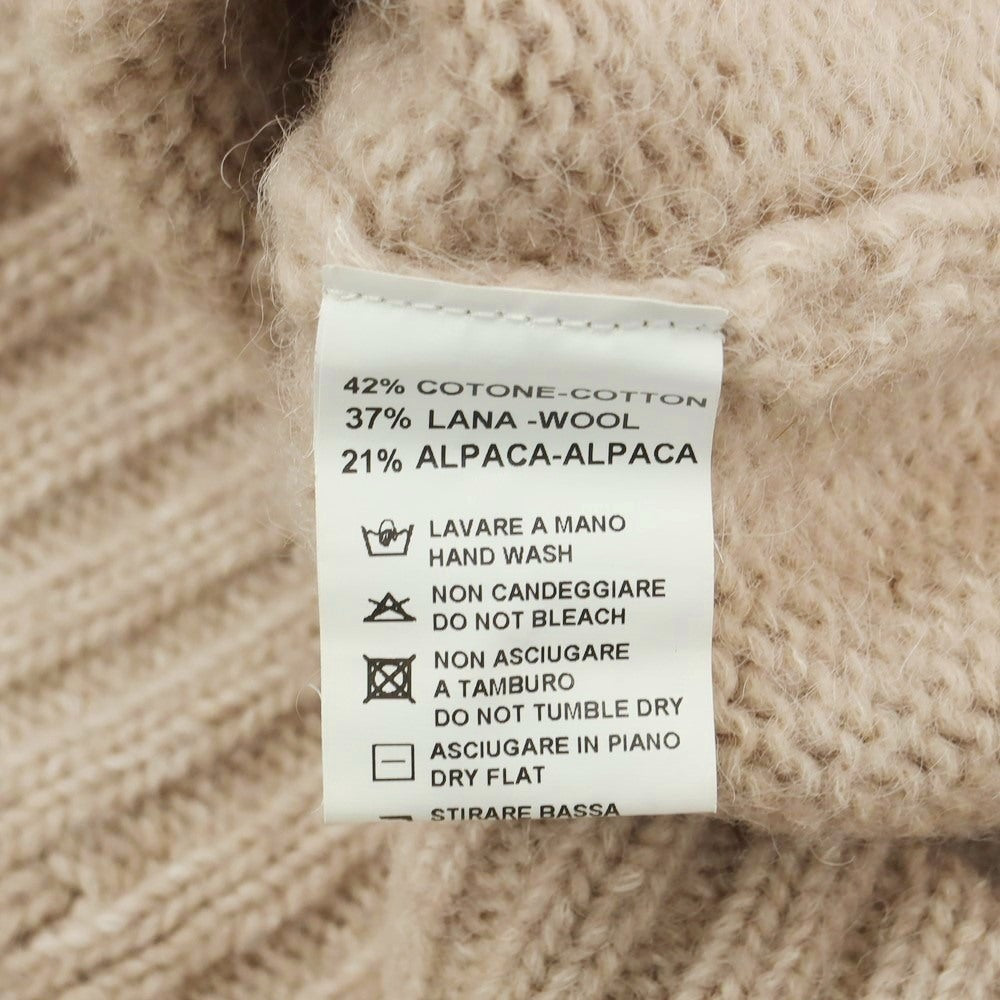 42% COTONE-COTTON
37% LANA -WOOL
21% ALPACA-ALPACA
LAVARE A MANO
HAND WASH
NON CANDEGGIARE
DO NOT BLEACH
NON ASCIUGARE
A TAMBURO
DO NOT TUMBLE DRY
ASCIUGARE IN PIANO
DRY FLAT
STIRARE BASSA